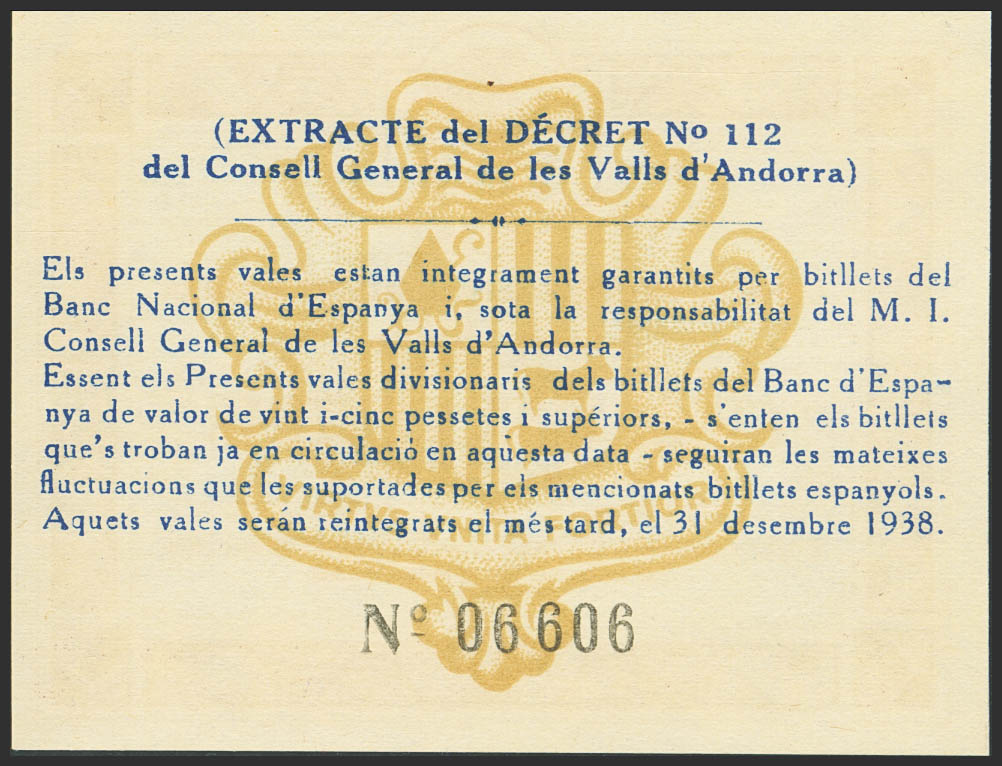 (EXTRACTE del DÉCRET Nº 112
del Consell General de les Valls d'Andorra)
Els presents vales estan integrament garantits per bitllets del
Banc Nacional d'Espanya i, sota la responsabilitat del M. I.
Consell General de les Valls d'Andorra.
Essent els Presents vales divisionaris dels bitllets del Banc d'Espa-
nya de valor de vint i-cinc pessetes i supériors, - s'enten els bitllets
que's troban ja en circulació en aqüesta data - seguiran les mateixes
fluctuacions que les suportades per els mencionats bitllets espanyols.
Aquets vales serán reintegrats el més tard, el 31 desembre 1938.
VIRTVS VNITA FORTIOR
Nº 06606